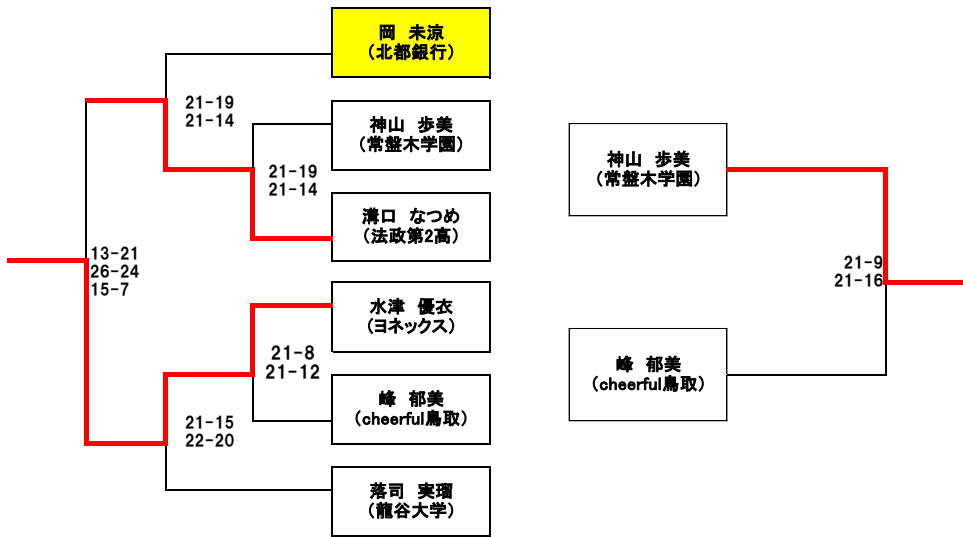 岡　未涼
（北都銀行）
21-19
21-14
神山　歩美
（常盤木学園）
21-19
21-14
溝口　なつめ
（法政第2高）
13-21
26-24
15-7
水津　優衣
（ヨネックス）
21-8
21-12
峰　郁美
（cheerful鳥取）
21-15
22-20
落司　実瑠
（龍谷大学）
神山　歩美
（常盤木学園）
21-9
21-16
峰　郁美
（cheerful鳥取）